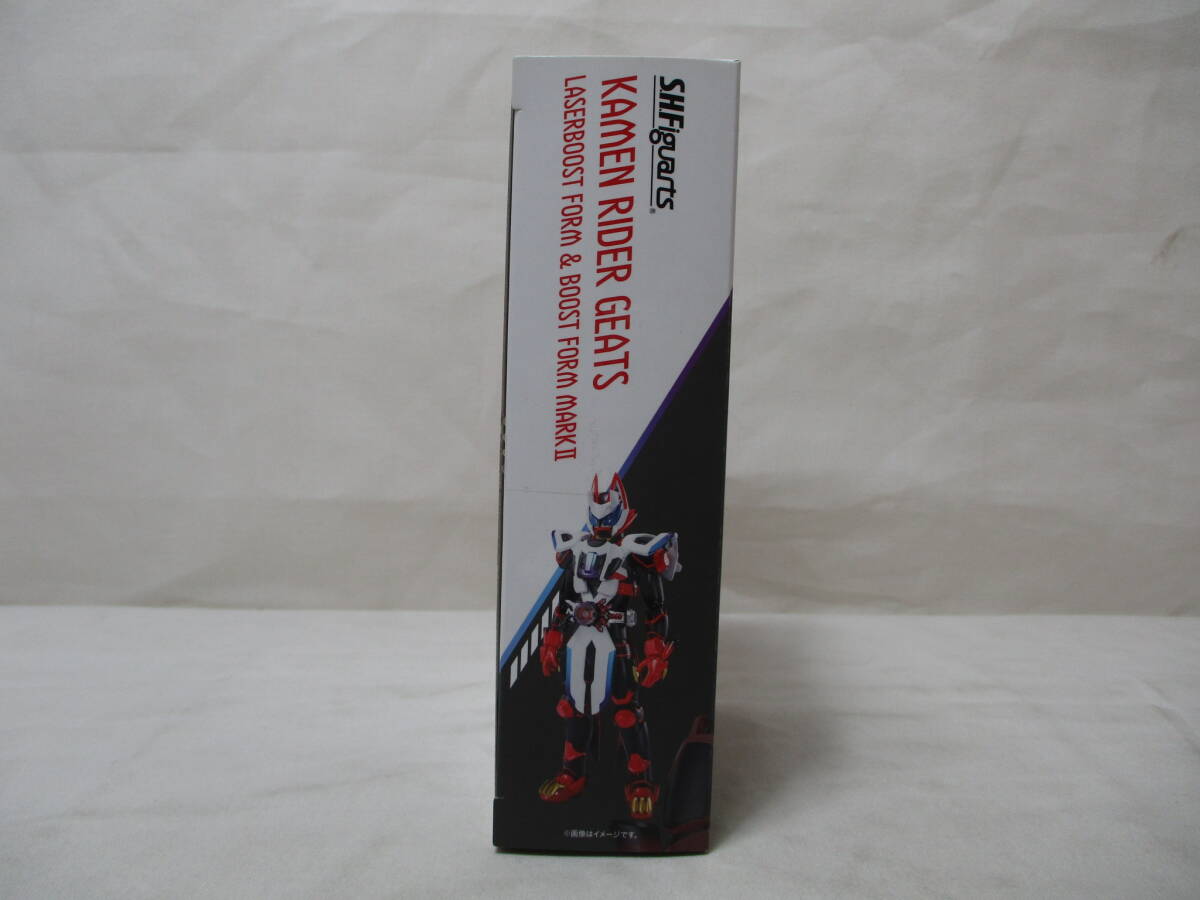 S.H.Figuarts®
KAMEN RIDER GEATS
LASERBOOST FORM & BOOST FORM MARKⅡ
※画像はイメージです。